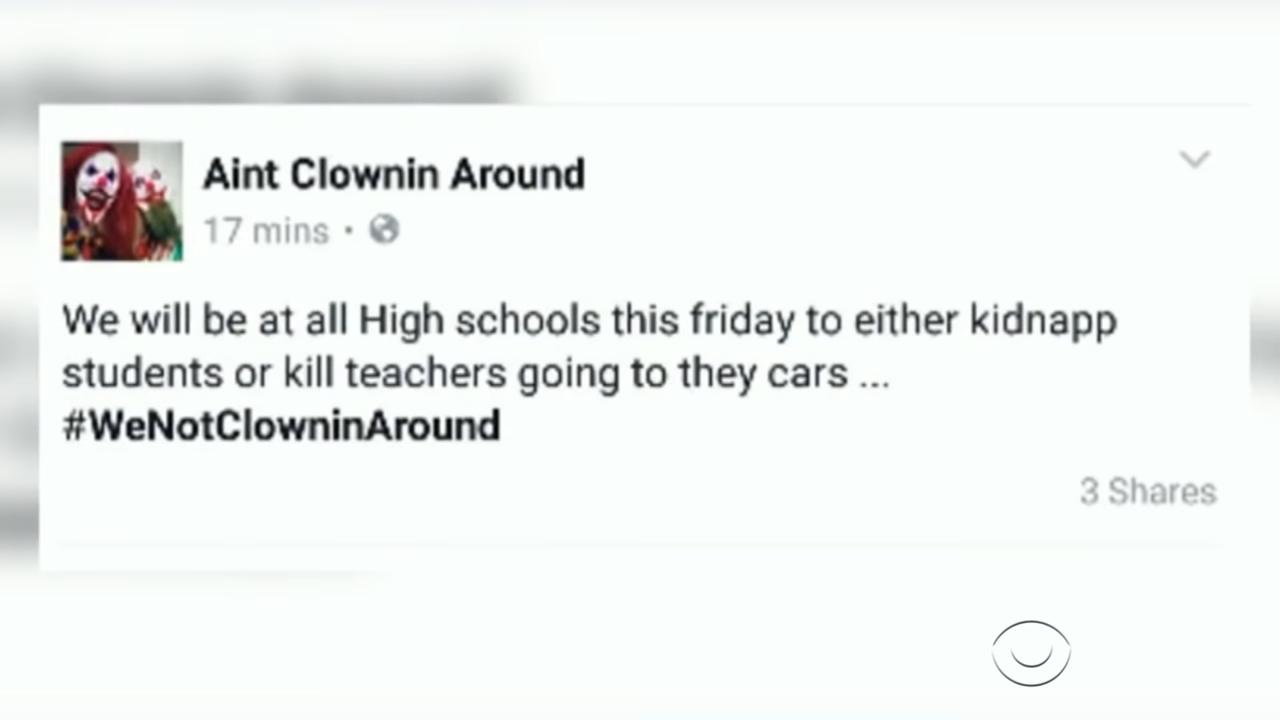 Aint Clownin Around
17 mins ·
We will be at all High schools this friday to either kidnapp
students or kill teachers going to they cars ...
#WeNotClowninAround
3 Shares